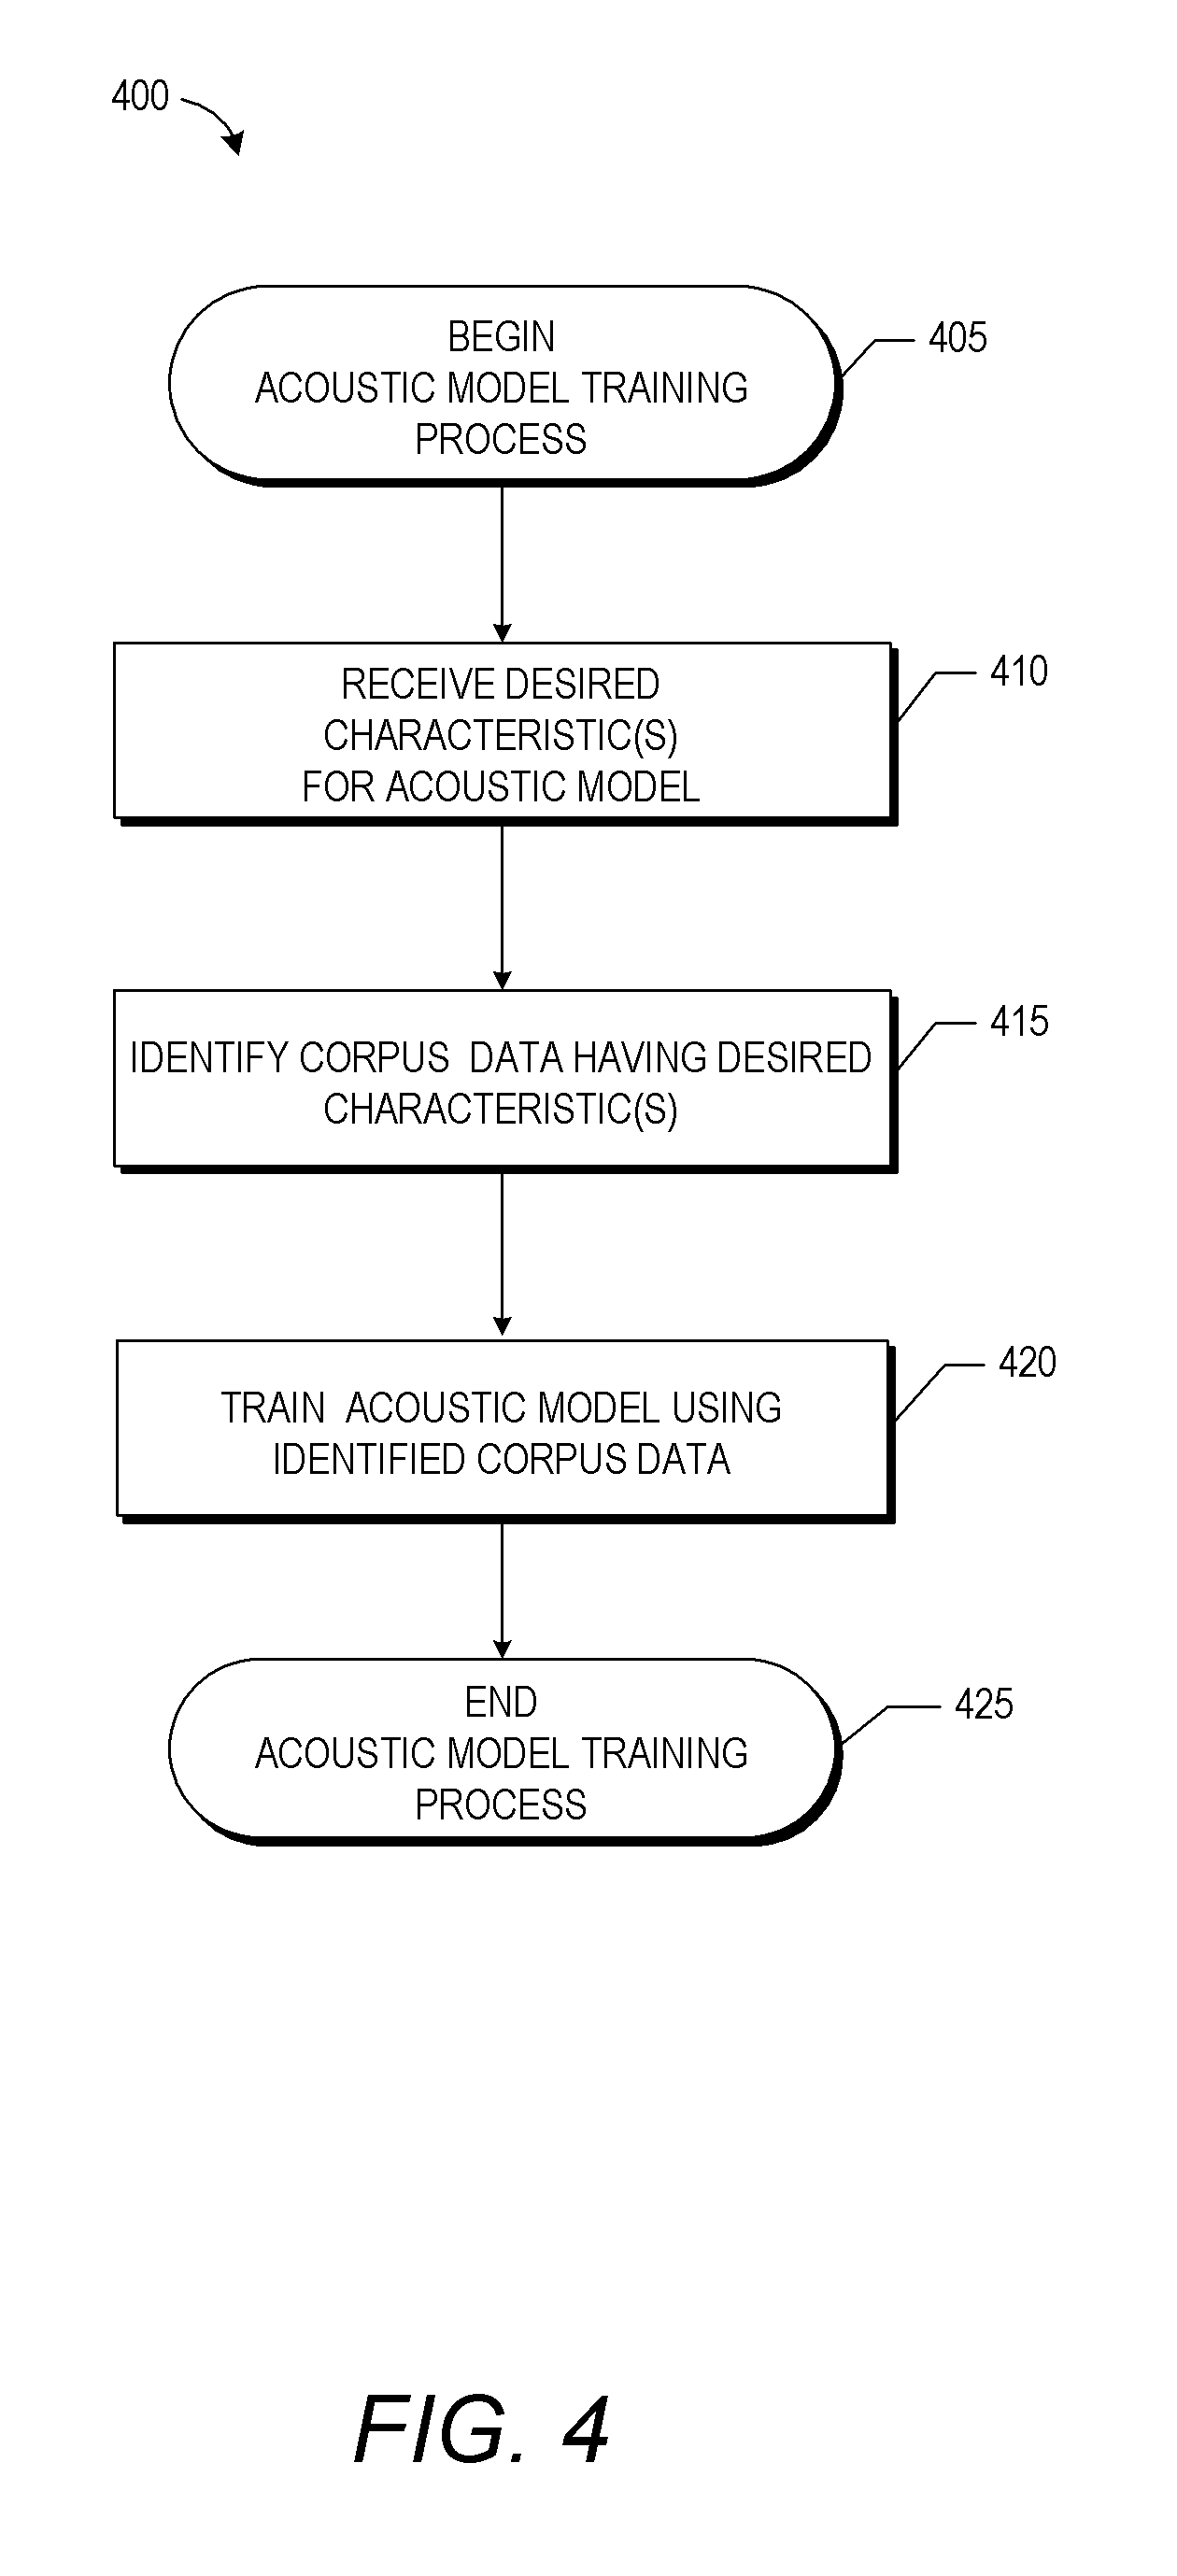 400
BEGIN
ACOUSTIC MODEL TRAINING
PROCESS
405
RECEIVE DESIRED
CHARACTERISTIC(S)
FOR ACOUSTIC MODEL
410
IDENTIFY CORPUS DATA HAVING DESIRED
CHARACTERISTIC(S)
415
TRAIN ACOUSTIC MODEL USING
IDENTIFIED CORPUS DATA
420
END
ACOUSTIC MODEL TRAINING
PROCESS
425
FIG. 4